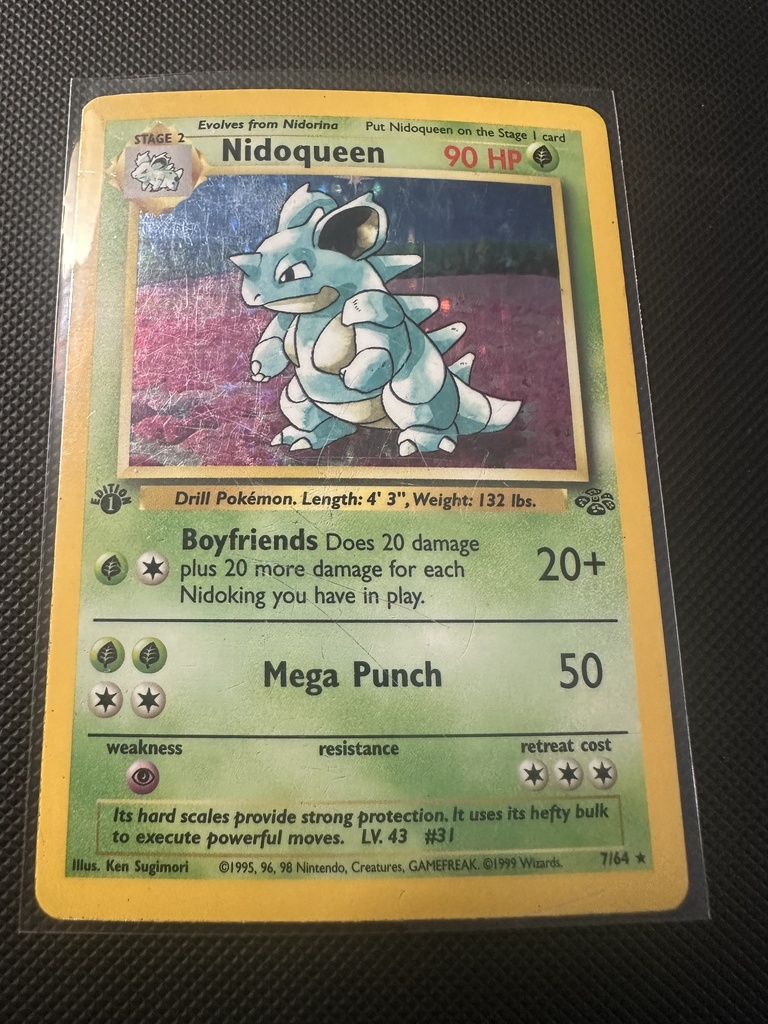 Evolves from Nidorina Put Nidoqueen on the Stage 1 card
STAGE 2
Nidoqueen 90 HP
EDITION 1
Drill Pokémon. Length: 4' 3", Weight: 132 lbs.
Boyfriends Does 20 damage
plus 20 more damage for each
Nidoking you have in play.
20+
Mega Punch 50
weakness resistance retreat cost
Its hard scales provide strong protection. It uses its hefty bulk
to execute powerful moves. LV. 43 #31
Illus. Ken Sugimori ©1995, 96, 98 Nintendo, Creatures, GAMEFREAK. ©1999 Wizards. 7/64 ★